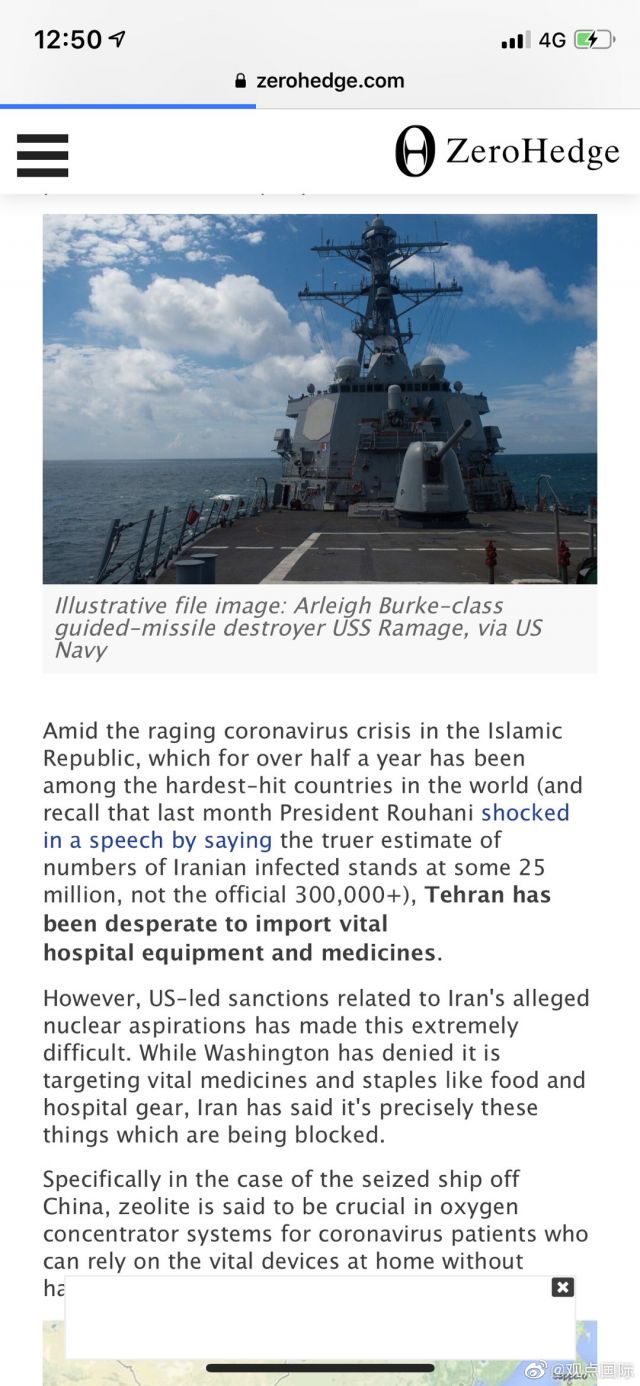 12:50
4G
zerohedge.com
ZeroHedge
Illustrative file image: Arleigh Burke-class
guided-missile destroyer USS Ramage, via US
Navy
Amid the raging coronavirus crisis in the Islamic
Republic, which for over half a year has been
among the hardest-hit countries in the world (and
recall that last month President Rouhani shocked
in a speech by saying the truer estimate of
numbers of Iranian infected stands at some 25
million, not the official 300,000+), Tehran has
been desperate to import vital
hospital equipment and medicines.
However, US-led sanctions related to Iran's alleged
nuclear aspirations has made this extremely
difficult. While Washington has denied it is
targeting vital medicines and staples like food and
hospital gear, Iran has said it's precisely these
things which are being blocked.
Specifically in the case of the seized ship off
China, zeolite is said to be crucial in oxygen
concentrator systems for coronavirus patients who
can rely on the vital devices at home without
@观点国际